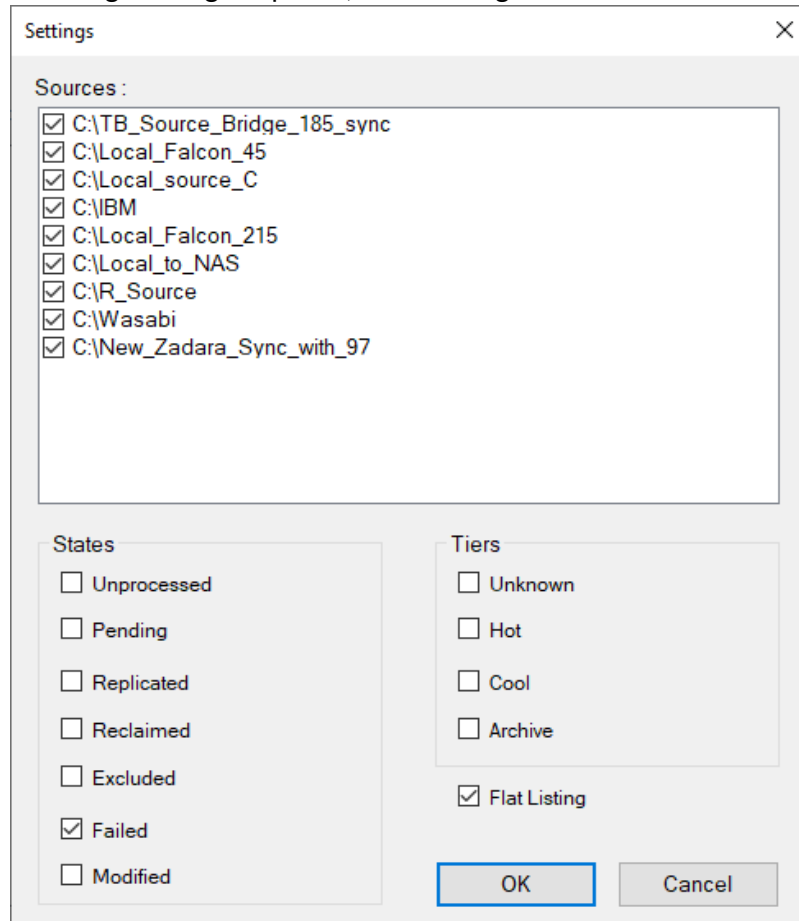 Settings
Sources :
C:\TB_Source_Bridge_185_sync
C:\Local_Falcon_45
C:\Local_source_C
C:\IBM
C:\Local_Falcon_215
C:\Local_to_NAS
C:\R_Source
C:\Wasabi
C:\New_Zadara_Sync_with_97
States
Unprocessed
Pending
Replicated
Reclaimed
Excluded
Failed
Modified
Tiers
Unknown
Hot
Cool
Archive
Flat Listing
OK
Cancel